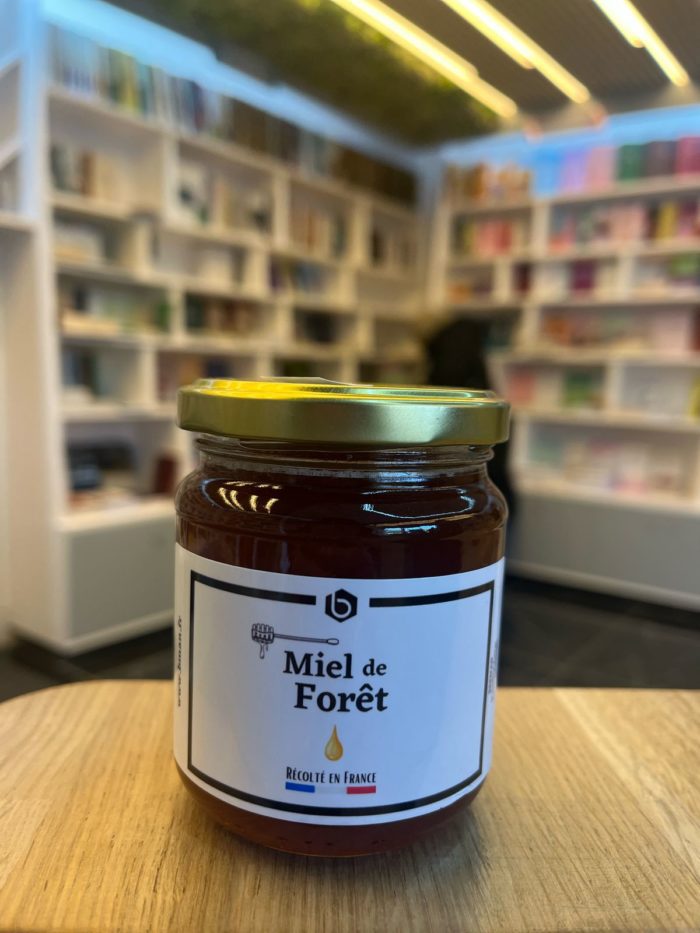 b
Miel de
Forêt
Récolté en France